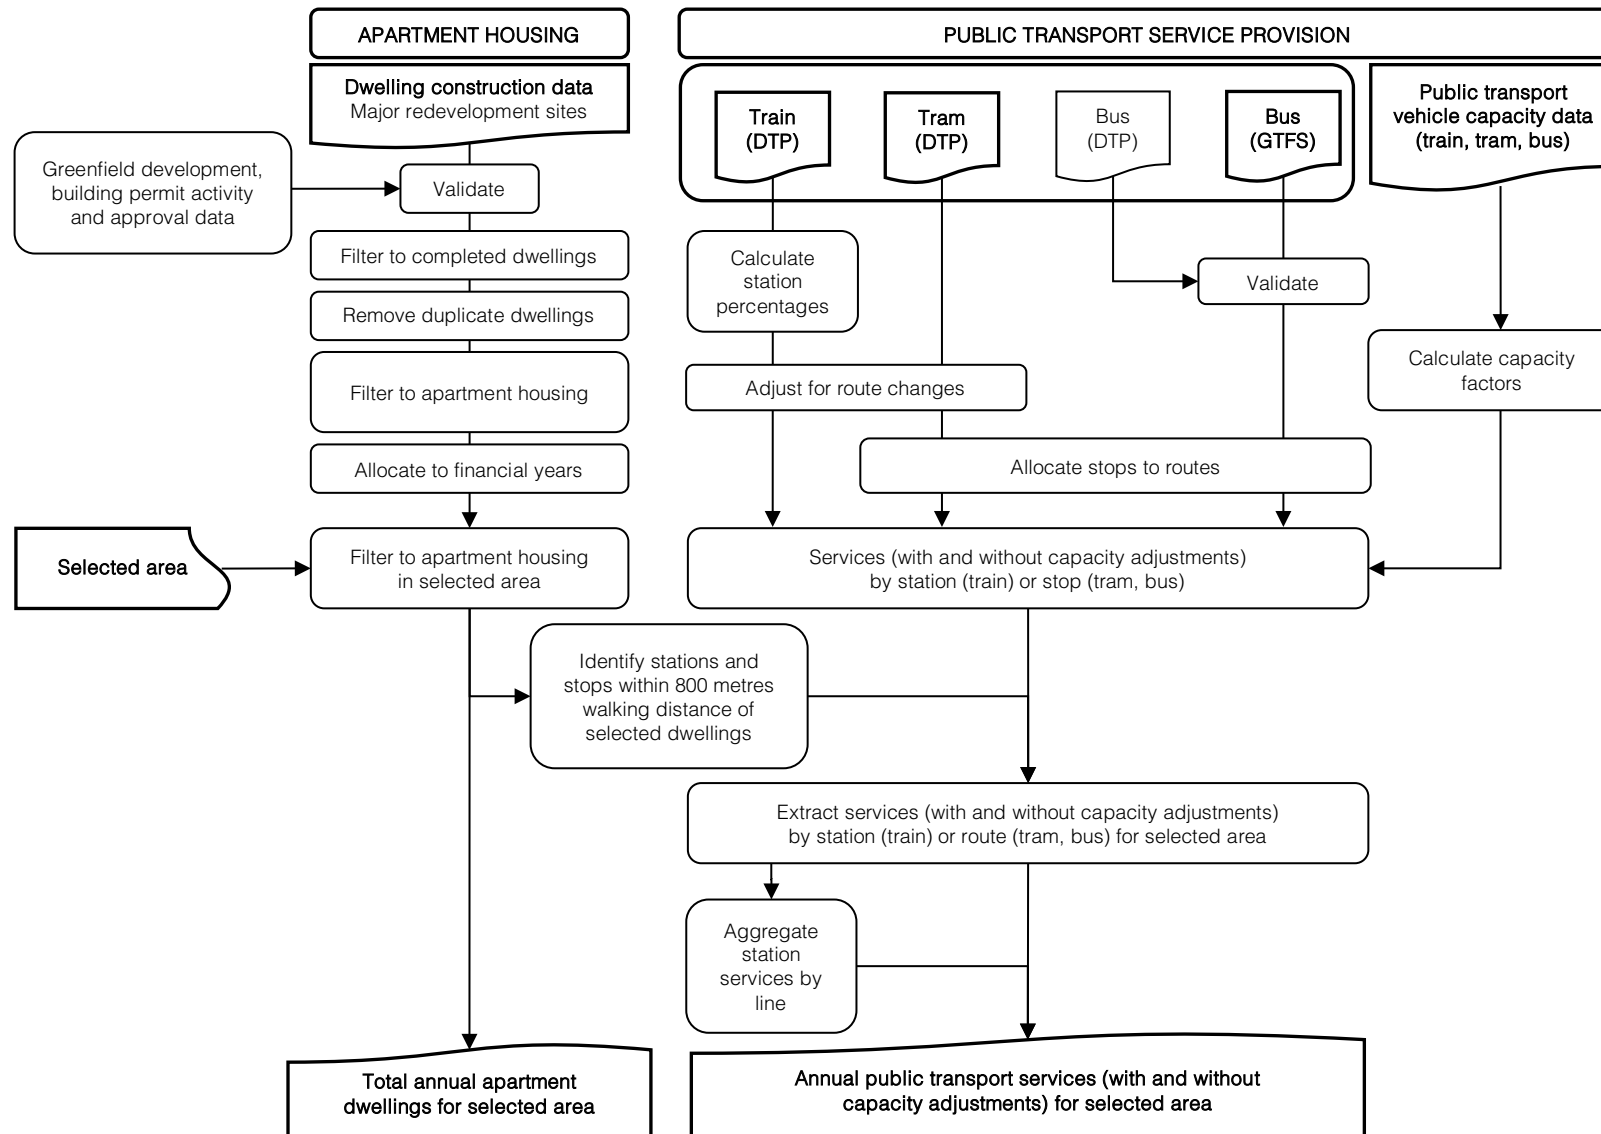 APARTMENT HOUSING
PUBLIC TRANSPORT SERVICE PROVISION
Dwelling construction data
Major redevelopment sites
Train
(DTP)
Tram
(DTP)
Bus
(DTP)
Bus
(GTFS)
Public transport
vehicle capacity data
(train, tram, bus)
Greenfield development,
building permit activity
and approval data
Validate
Filter to completed dwellings
Calculate
station
percentages
Validate
Remove duplicate dwellings
Filter to apartment housing
Adjust for route changes
Calculate capacity
factors
Allocate to financial years
Allocate stops to routes
Selected area
Filter to apartment housing
in selected area
Services (with and without capacity adjustments)
by station (train) or stop (tram, bus)
Identify stations and
stops within 800 metres
walking distance of
selected dwellings
Extract services (with and without capacity adjustments)
by station (train) or route (tram, bus) for selected area
Aggregate
station
services by
line
Total annual apartment
dwellings for selected area
Annual public transport services (with and without
capacity adjustments) for selected area